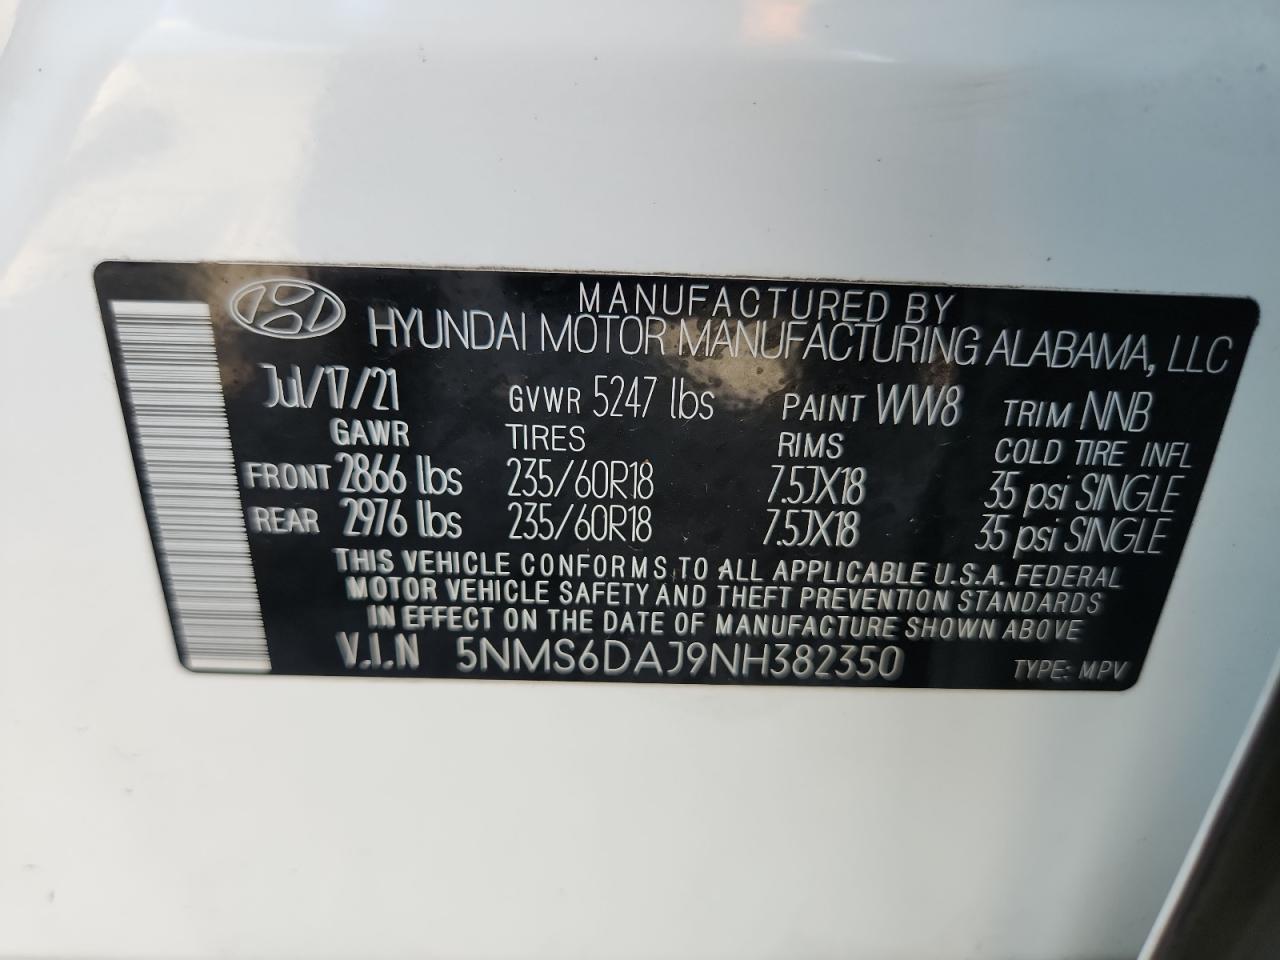 MANUFACTURED BY
HYUNDAI MOTOR MANUFACTURING ALABAMA, LLC
Jul/17/21 GVWR 5247 lbs PAINT WW8 TRIM NNB
GAWR TIRES RIMS COLD TIRE INFL
FRONT 2866 lbs 235/60R18 7.5JX18 35 psi SINGLE
REAR 2976 lbs 235/60R18 7.5JX18 35 psi SINGLE
THIS VEHICLE CONFORMS TO ALL APPLICABLE U.S.A. FEDERAL
MOTOR VEHICLE SAFETY AND THEFT PREVENTION STANDARDS
IN EFFECT ON THE DATE OF MANUFACTURE SHOWN ABOVE
V.I.N 5NMS6DAJ9NH382350 TYPE: MPV